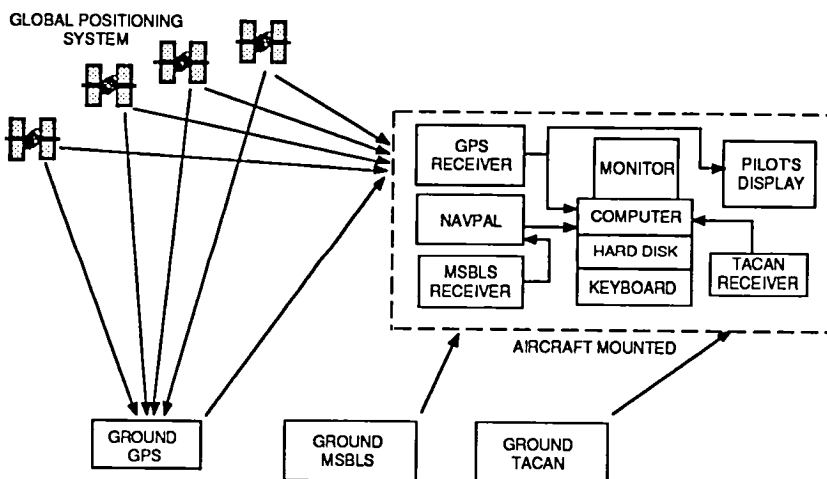 GLOBAL POSITIONING
SYSTEM
GPS
RECEIVER
MONITOR
PILOT'S
DISPLAY
NAVPAL
COMPUTER
HARD DISK
MSBLS
RECEIVER
KEYBOARD
TACAN
RECEIVER
AIRCRAFT MOUNTED
GROUND
GPS
GROUND
MSBLS
GROUND
TACAN